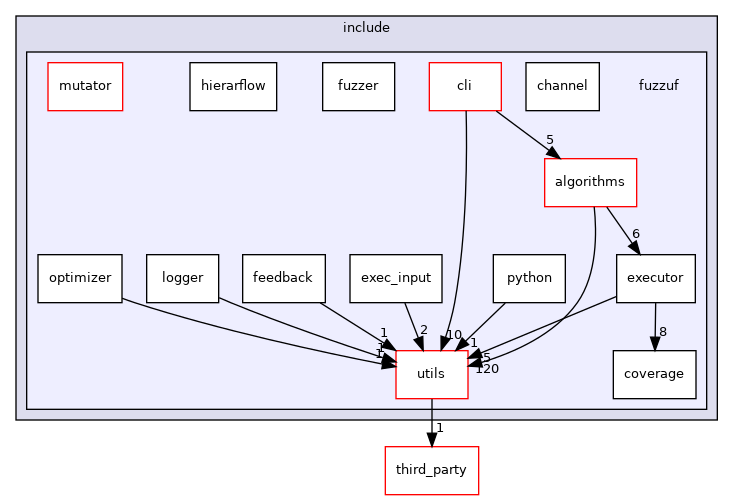 include
mutator
hierarflow
fuzzer
cli
channel
fuzzuf
5
algorithms
6
optimizer
logger
feedback
exec_input
python
executor
1
1
1
2
10
1
5
120
8
utils
coverage
1
third_party